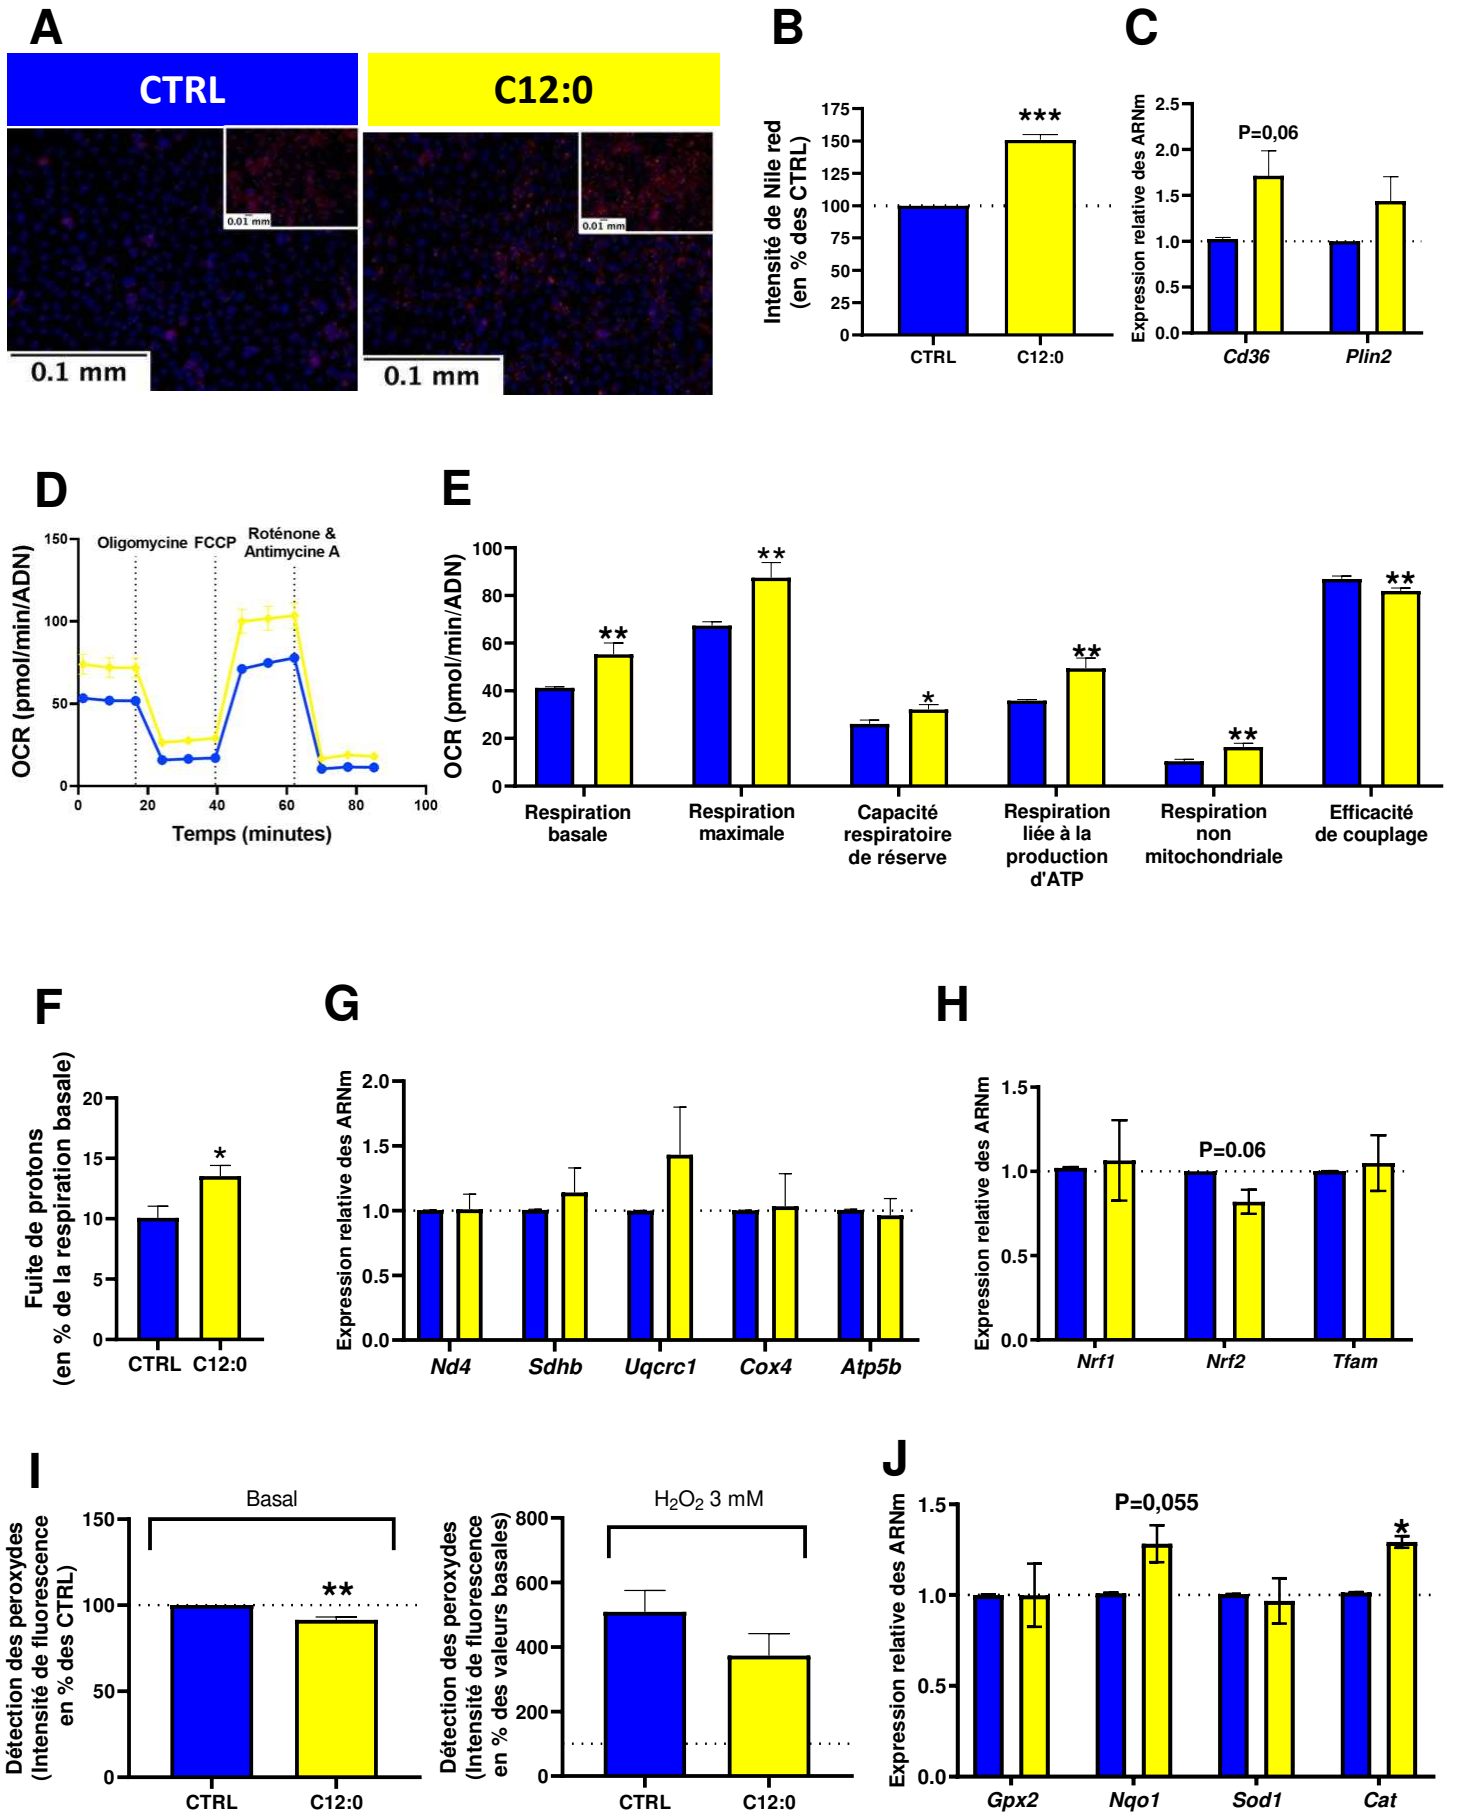 A
CTRL
C12:0
0.01 mm
0.01 mm
0.1 mm
0.1 mm
B
Intensité de Nile red
(en % des CTRL)
175
150
125
100
75
50
25
0
***
CTRL
C12:0
C
Expression relative des ARNm
2.5
2.0
1.5
1.0
0.5
0.0
P=0,06
Cd36
Plin2
D
OCR (pmol/min/ADN)
150
100
50
0
Oligomycine
FCCP
Roténone &
Antimycine A
0
20
40
60
80
100
Temps (minutes)
E
OCR (pmol/min/ADN)
100
80
60
40
20
0
**
**
*
**
**
**
Respiration
basale
Respiration
maximale
Capacité
respiratoire
de réserve
Respiration
liée à la
production
d'ATP
Respiration
non
mitochondriale
Efficacité
de couplage
F
Fuite de protons
(en % de la respiration basale)
20
15
10
5
0
*
CTRL
C12:0
G
Expression relative des ARNm
2.0
1.5
1.0
0.5
0.0
Nd4
Sdhb
Uqcrc1
Cox4
Atp5b
H
Expression relative des ARNm
1.5
1.0
0.5
0.0
P=0.06
Nrf1
Nrf2
Tfam
I
Détection des peroxydes
(Intensité de fluorescence
en % des CTRL)
150
100
50
0
Basal
**
CTRL
C12:0
Détection des peroxydes
(Intensité de fluorescence
en % des valeurs basales)
800
600
400
200
0
H₂O₂ 3 mM
CTRL
C12:0
J
Expression relative des ARNm
1.5
1.0
0.5
0.0
P=0,055
*
Gpx2
Nqo1
Sod1
Cat